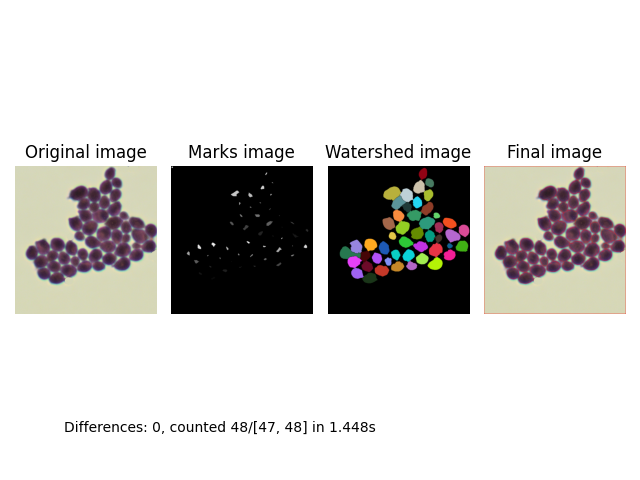 Original image
Marks image
Watershed image
Final image
Differences: 0, counted 48/[47, 48] in 1.448s